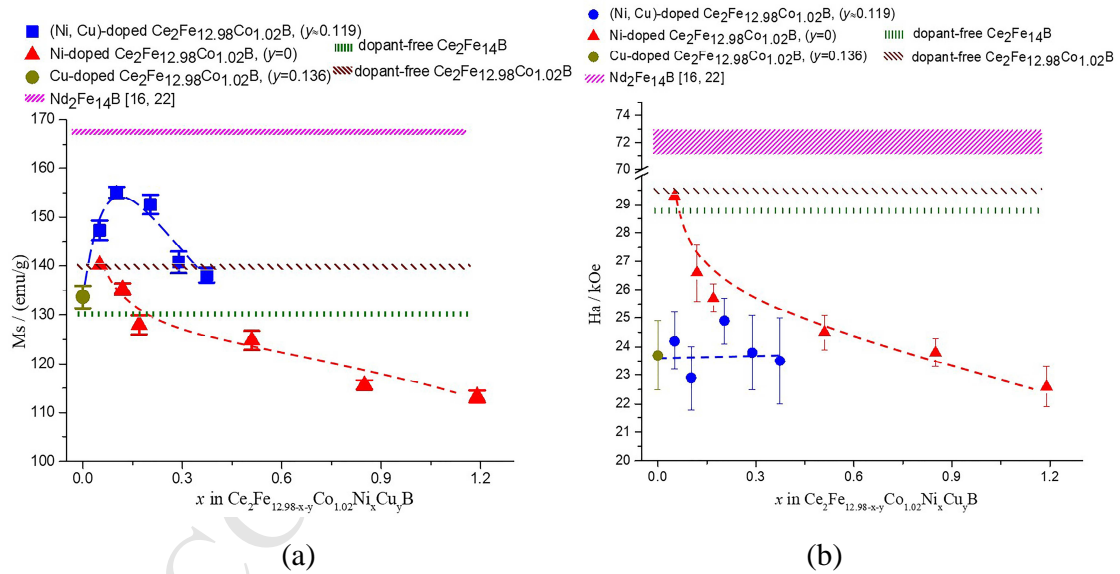 (Ni, Cu)-doped Ce2Fe12.98Co1.02B, (y≈0.119)
Ni-doped Ce2Fe12.98Co1.02B, (y=0)
Cu-doped Ce2Fe12.98Co1.02B, (y=0.136)
Nd2Fe14B [16, 22]
dopant-free Ce2Fe14B
dopant-free Ce2Fe12.98Co1.02B
170
160
150
140
130
120
110
100
Ms / (emu/g)
0.0 0.3 0.6 0.9 1.2
x in Ce2Fe12.98-x-yCo1.02NixCuyB
(a)
(Ni, Cu)-doped Ce2Fe12.98Co1.02B, (y≈0.119)
Ni-doped Ce2Fe12.98Co1.02B, (y=0)
Cu-doped Ce2Fe12.98Co1.02B, (y=0.136)
Nd2Fe14B [16, 22]
dopant-free Ce2Fe14B
dopant-free Ce2Fe12.98Co1.02B
74
72
70
29
28
27
26
25
24
23
22
21
20
Ha / kOe
0.0 0.3 0.6 0.9 1.2
x in Ce2Fe12.98-x-yCo1.02NixCuyB
(b)